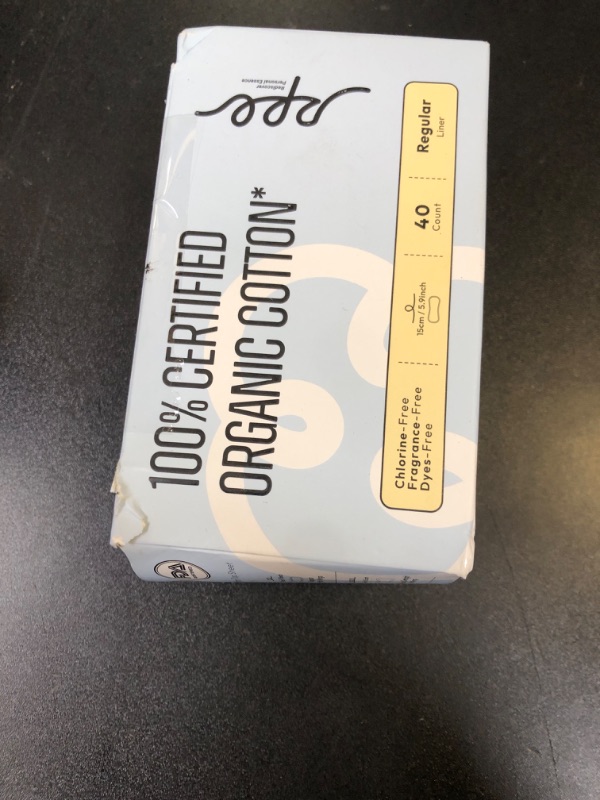 rael
Rediscover
Personal Essence
100% CERTIFIED
ORGANIC COTTON*
Chlorine-Free
Fragrance-Free
Dyes-Free
15cm / 5.9inch
40
Count
Regular
Liner